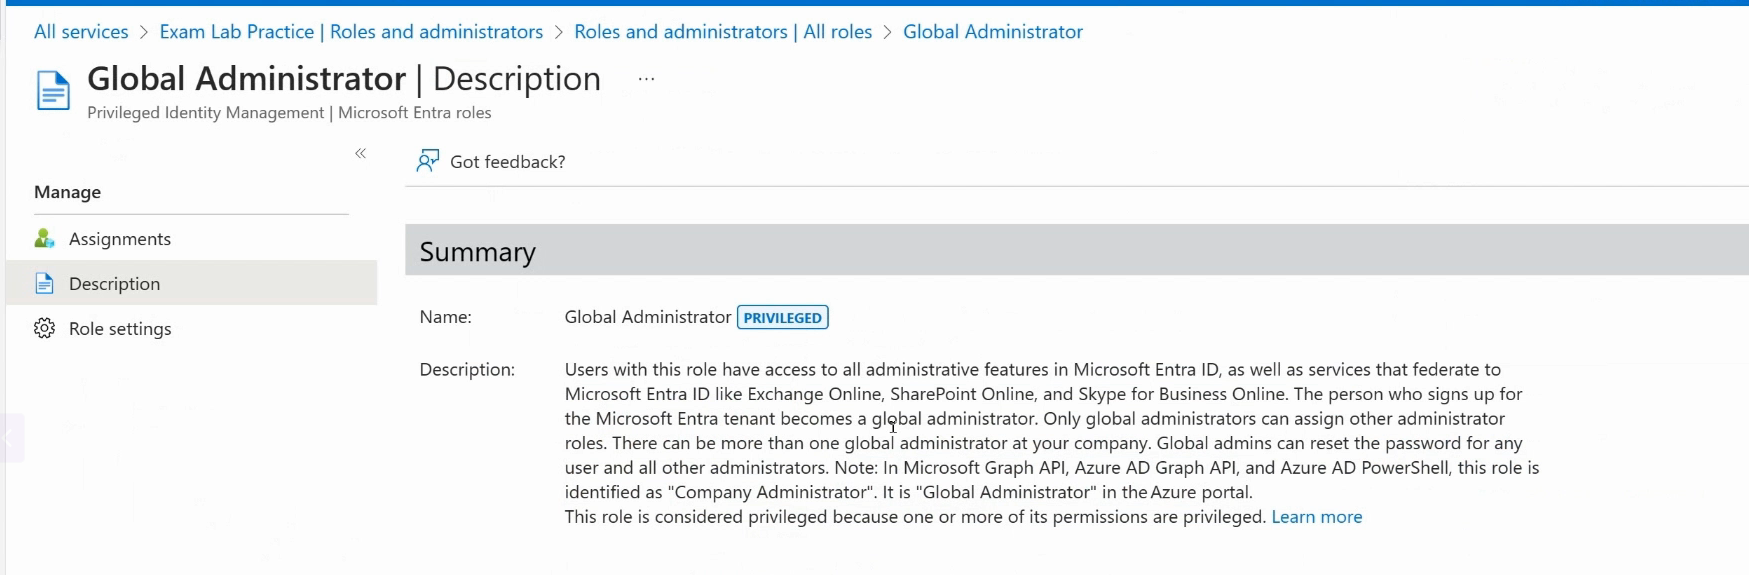 All services > Exam Lab Practice | Roles and administrators > Roles and administrators | All roles > Global Administrator
Global Administrator | Description ...
Privileged Identity Management | Microsoft Entra roles
«
Got feedback?
Manage
Assignments
Description
Role settings
Summary
Name: Global Administrator PRIVILEGED
Description: Users with this role have access to all administrative features in Microsoft Entra ID, as well as services that federate to
Microsoft Entra ID like Exchange Online, SharePoint Online, and Skype for Business Online. The person who signs up for
the Microsoft Entra tenant becomes a global administrator. Only global administrators can assign other administrator
roles. There can be more than one global administrator at your company. Global admins can reset the password for any
user and all other administrators. Note: In Microsoft Graph API, Azure AD Graph API, and Azure AD PowerShell, this role is
identified as "Company Administrator". It is "Global Administrator" in the Azure portal.
This role is considered privileged because one or more of its permissions are privileged. Learn more